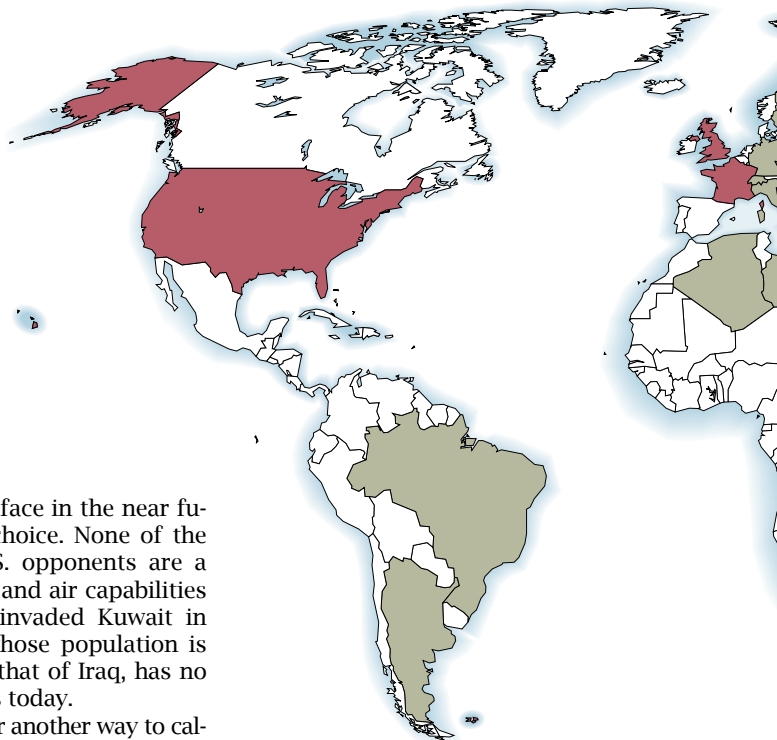 face in the near fu-
choice. None of the
S. opponents are a
and air capabilities
invaded Kuwait in
hose population is
that of Iraq, has no
s today.
r another way to cal-